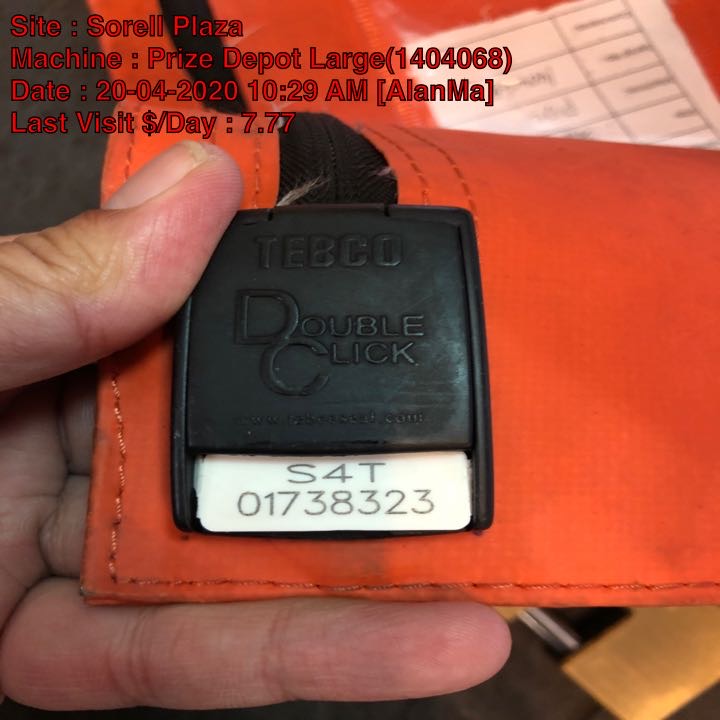 Site : Sorell Plaza
Machine : Prize Depot Large(1404068)
Date : 20-04-2020 10:29 AM [AlanMa]
Last Visit $/Day : 7.77
TEBCO
DOUBLE
CLICK
S4T
01738323